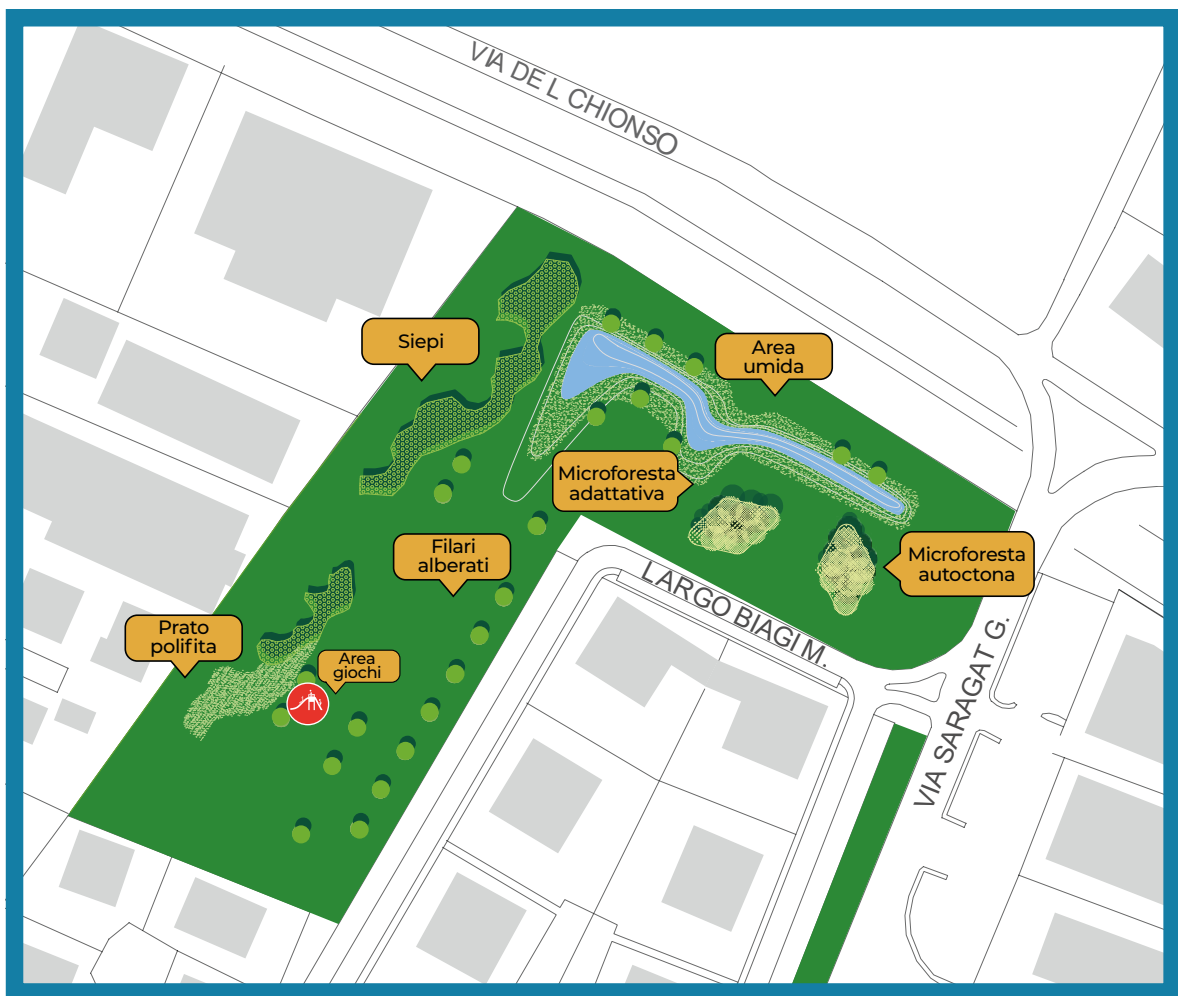 VIA DE L CHIONSO
Siepi
Area
umida
Microforesta
adattativa
Filari
alberati
Microforesta
autoctona
LARGO BIAGI M.
Prato
polifita
Area
giochi
VIA SARAGAT G.